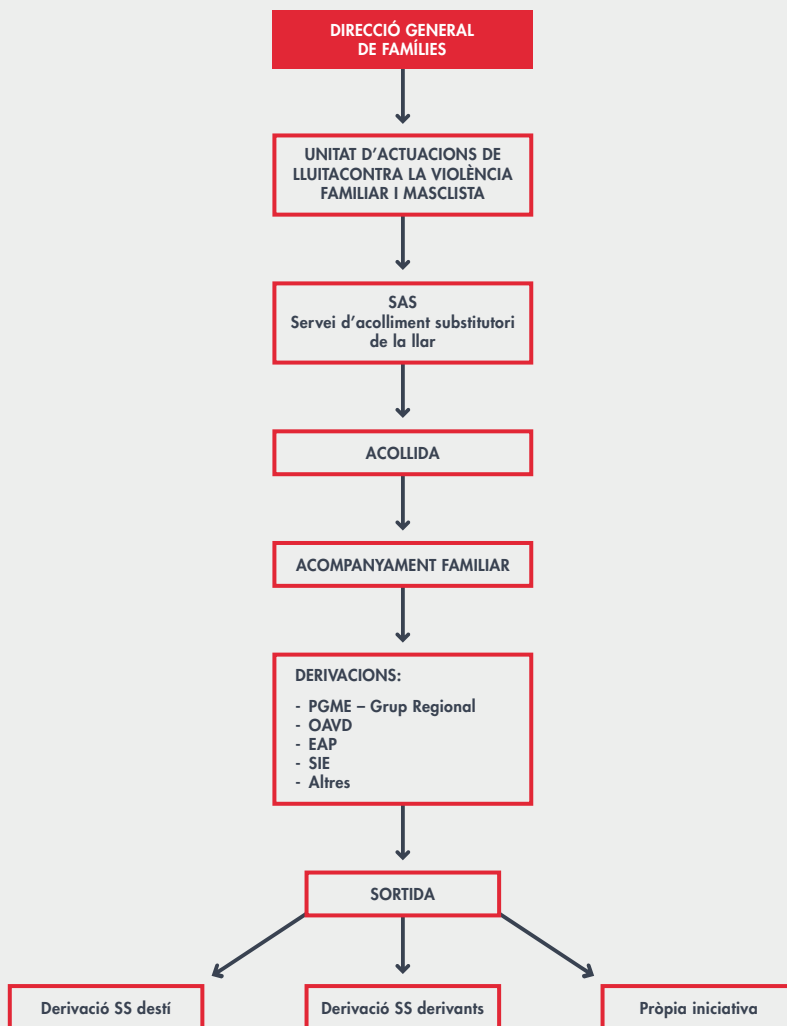 DIRECCIÓ GENERAL
DE FAMÍLIES
UNITAT D'ACTUACIONS DE
LLUITACONTRA LA VIOLÈNCIA
FAMILIAR I MASCLISTA
SAS
Servei d'acolliment substitutori
de la llar
ACOLLIDA
ACOMPANYAMENT FAMILIAR
DERIVACIONS:
- PGME – Grup Regional
- OAVD
- EAP
- SIE
- Altres
SORTIDA
Derivació SS destí
Derivació SS derivants
Pròpia iniciativa